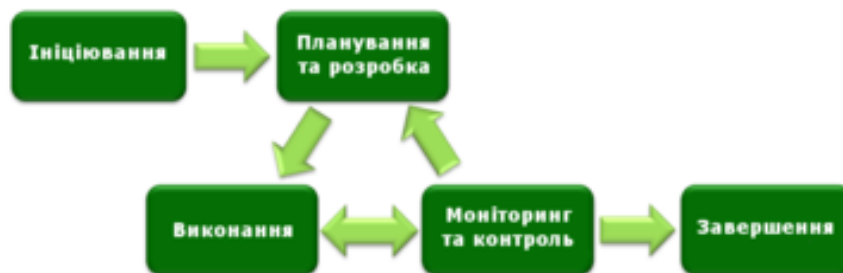 Ініціювання
Планування
та розробка
Виконання
Моніторинг
та контроль
Завершення